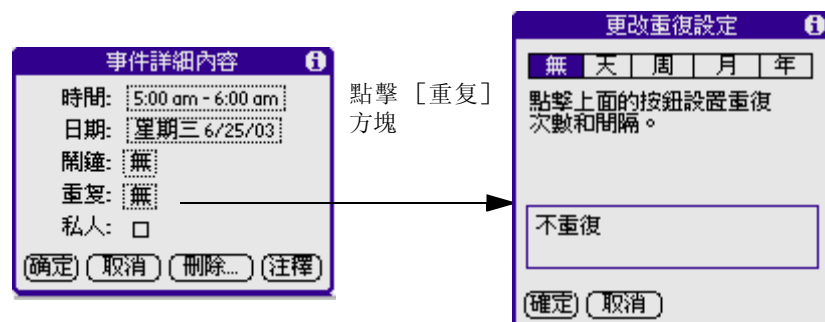 事件詳細內容
時間: 5:00 am - 6:00 am
日期: 星期三 6/25/03
鬧鐘: 無
重复: 無
私人:
确定 取消 刪除... 注釋
點擊［重复］
方塊
更改重復設定
無 天 周 月 年
點擊上面的按鈕設置重復
次數和間隔。
不重復
確定 取消